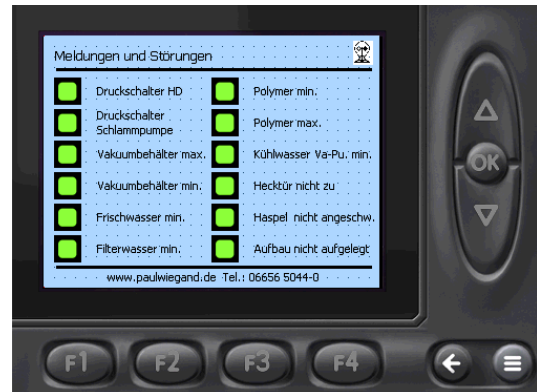 Meldungen und Störungen
Druckschalter HD
Polymer min.
Druckschalter
Schlammpumpe
Polymer max.
Vakuumbehälter max.
Kühlwasser Va-Pu. min.
Vakuumbehälter min.
Hecktür nicht zu
Frischwasser min.
Haspel nicht angeschw.
Filterwasser min.
Aufbau nicht aufgelegt
www.paulwiegand.de Tel.: 06656 5044-0
OK
F1 F2 F3 F4